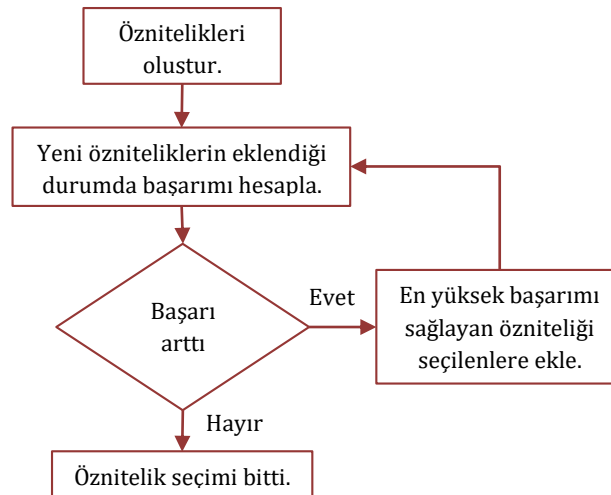 Öznitelikleri
olustur.
Yeni özniteliklerin eklendiği
durumda başarımı hesapla.
Başarı
arttı
Evet
En yüksek başarımı
sağlayan özniteliği
seçilenlere ekle.
Hayır
Öznitelik seçimi bitti.